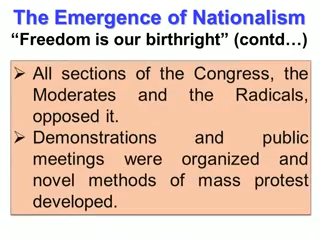 The Emergence of Nationalism
“Freedom is our birthright” (contd…)
➢ All sections of the Congress, the
Moderates and the Radicals,
opposed it.
➢ Demonstrations and public
meetings were organized and
novel methods of mass protest
developed.